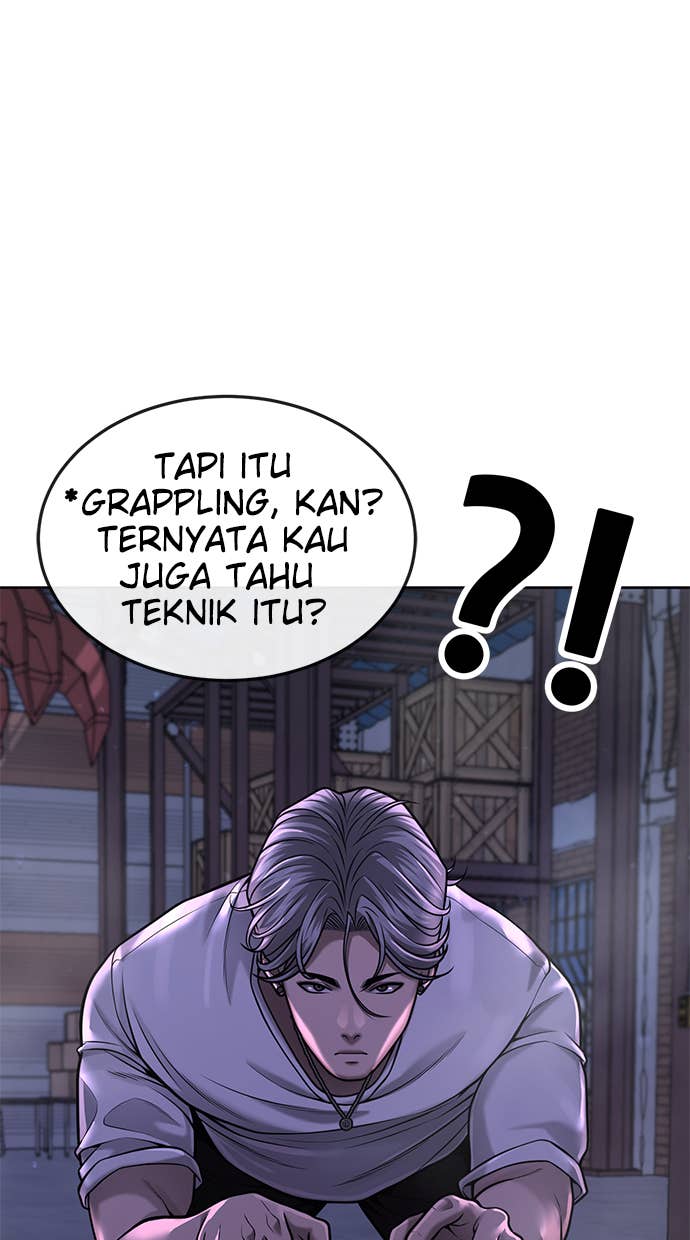 TAPI ITU
*GRAPPLING, KAN?
TERNYATA KAU
JUGA TAHU
TEKNIK ITU?
?!